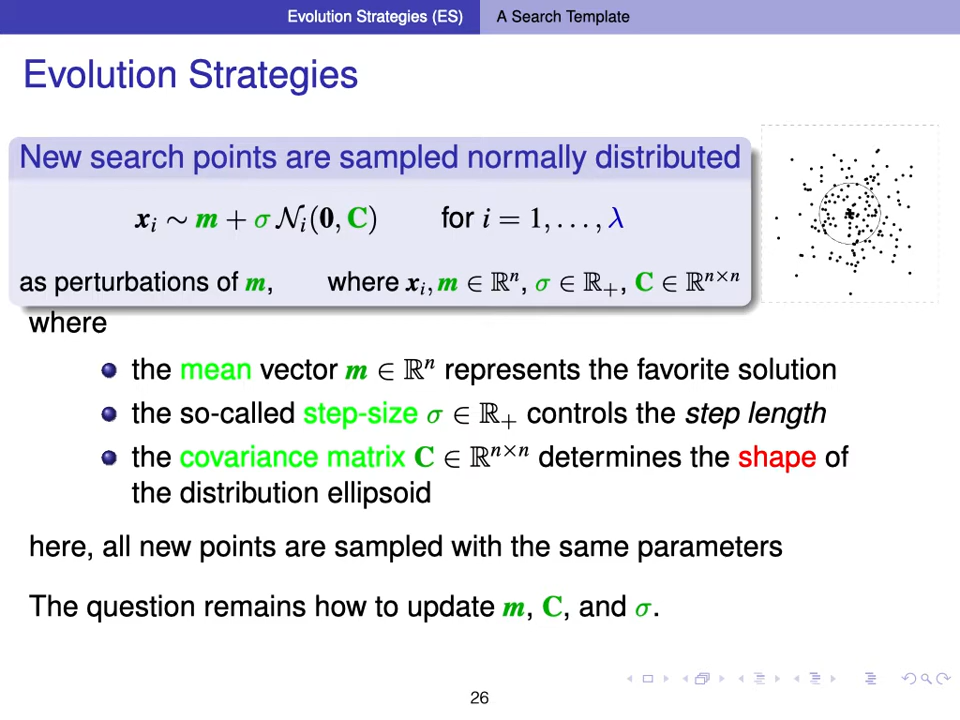 Evolution Strategies (ES) A Search Template
Evolution Strategies
New search points are sampled normally distributed
xᵢ ∼ m + σ 𝒩ᵢ(0, C) for i = 1, . . . , λ
as perturbations of m, where xᵢ, m ∈ ℝⁿ, σ ∈ ℝ₊, C ∈ ℝⁿˣⁿ
where
the mean vector m ∈ ℝⁿ represents the favorite solution
the so-called step-size σ ∈ ℝ₊ controls the step length
the covariance matrix C ∈ ℝⁿˣⁿ determines the shape of
the distribution ellipsoid
here, all new points are sampled with the same parameters
The question remains how to update m, C, and σ.
26